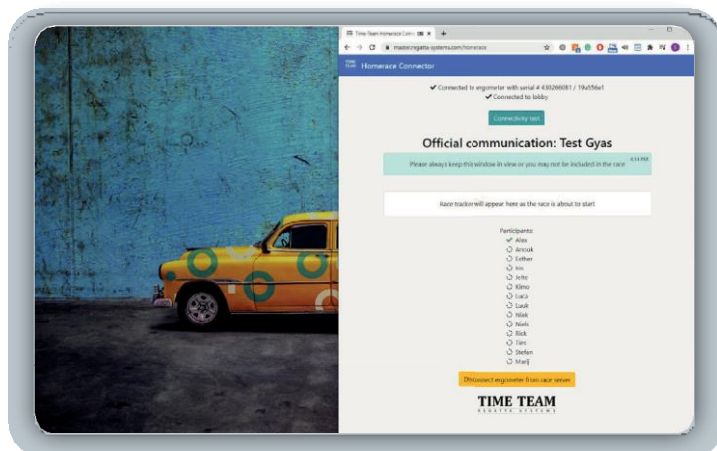 Time-Team Homerace Conn
master.regatta-systems.com/homerace
TIME TEAM
Homerace Connector
Connected to ergometer with serial # 430266081 /
Connected to lobby
Connectivity test
Official communication: Test Gyas
Please always keep this window in view or you may not be included in the race
Race tracker will appear here as the race is about to start
Participants:
Alex
Anouk
Esther
Iris
Jelte
Kimo
Luca
Luuk
Niek
Niels
Rick
Ties
Stefan
Marij
Disconnect ergometer from race server
TIME TEAM
REGATTA SYSTEMS